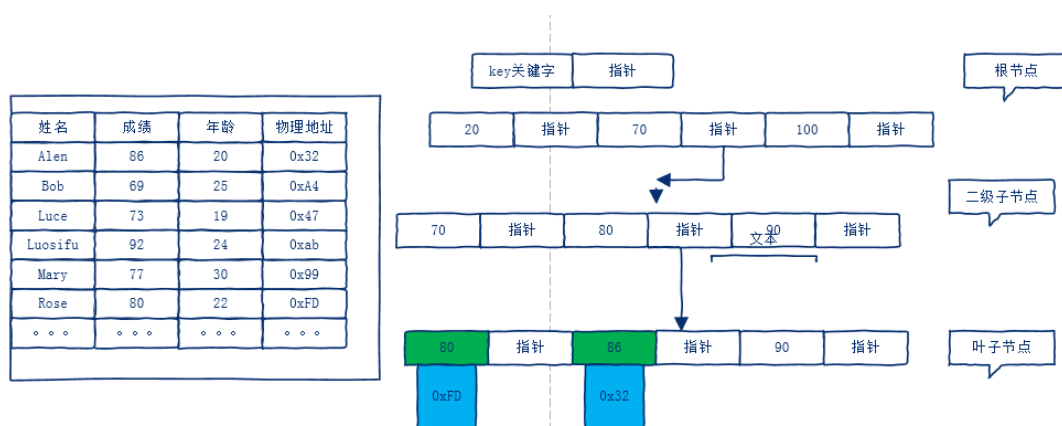 key关键字 指针 根节点
姓名 成绩 年龄 物理地址
20 指针 70 指针 100 指针
Alen 86 20 0x32
Bob 69 25 0xA4
二级子节点
Luce 73 19 0x47
70 指针 80 指针 90 指针
文本
Luosifu 92 24 0xab
Mary 77 30 0x99
Rose 80 22 0xFD
。。。 。。。 。。。 。。。
80 指针 86 指针 90 指针 叶子节点
0xFD 0x32